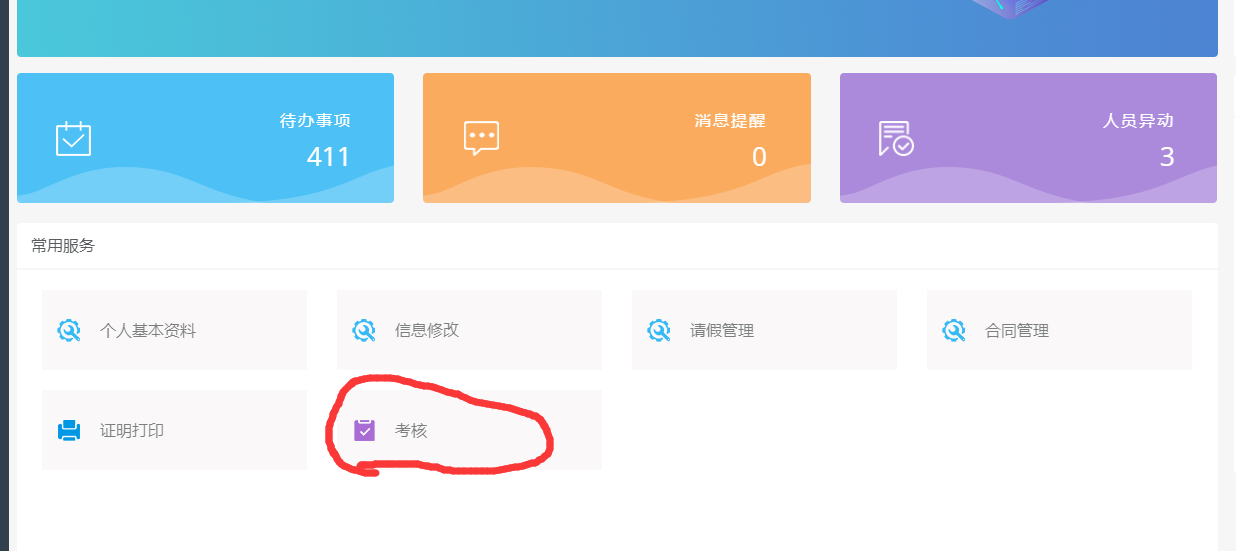 待办事项
411
消息提醒
0
人员异动
3
常用服务
个人基本资料
信息修改
请假管理
合同管理
证明打印
考核